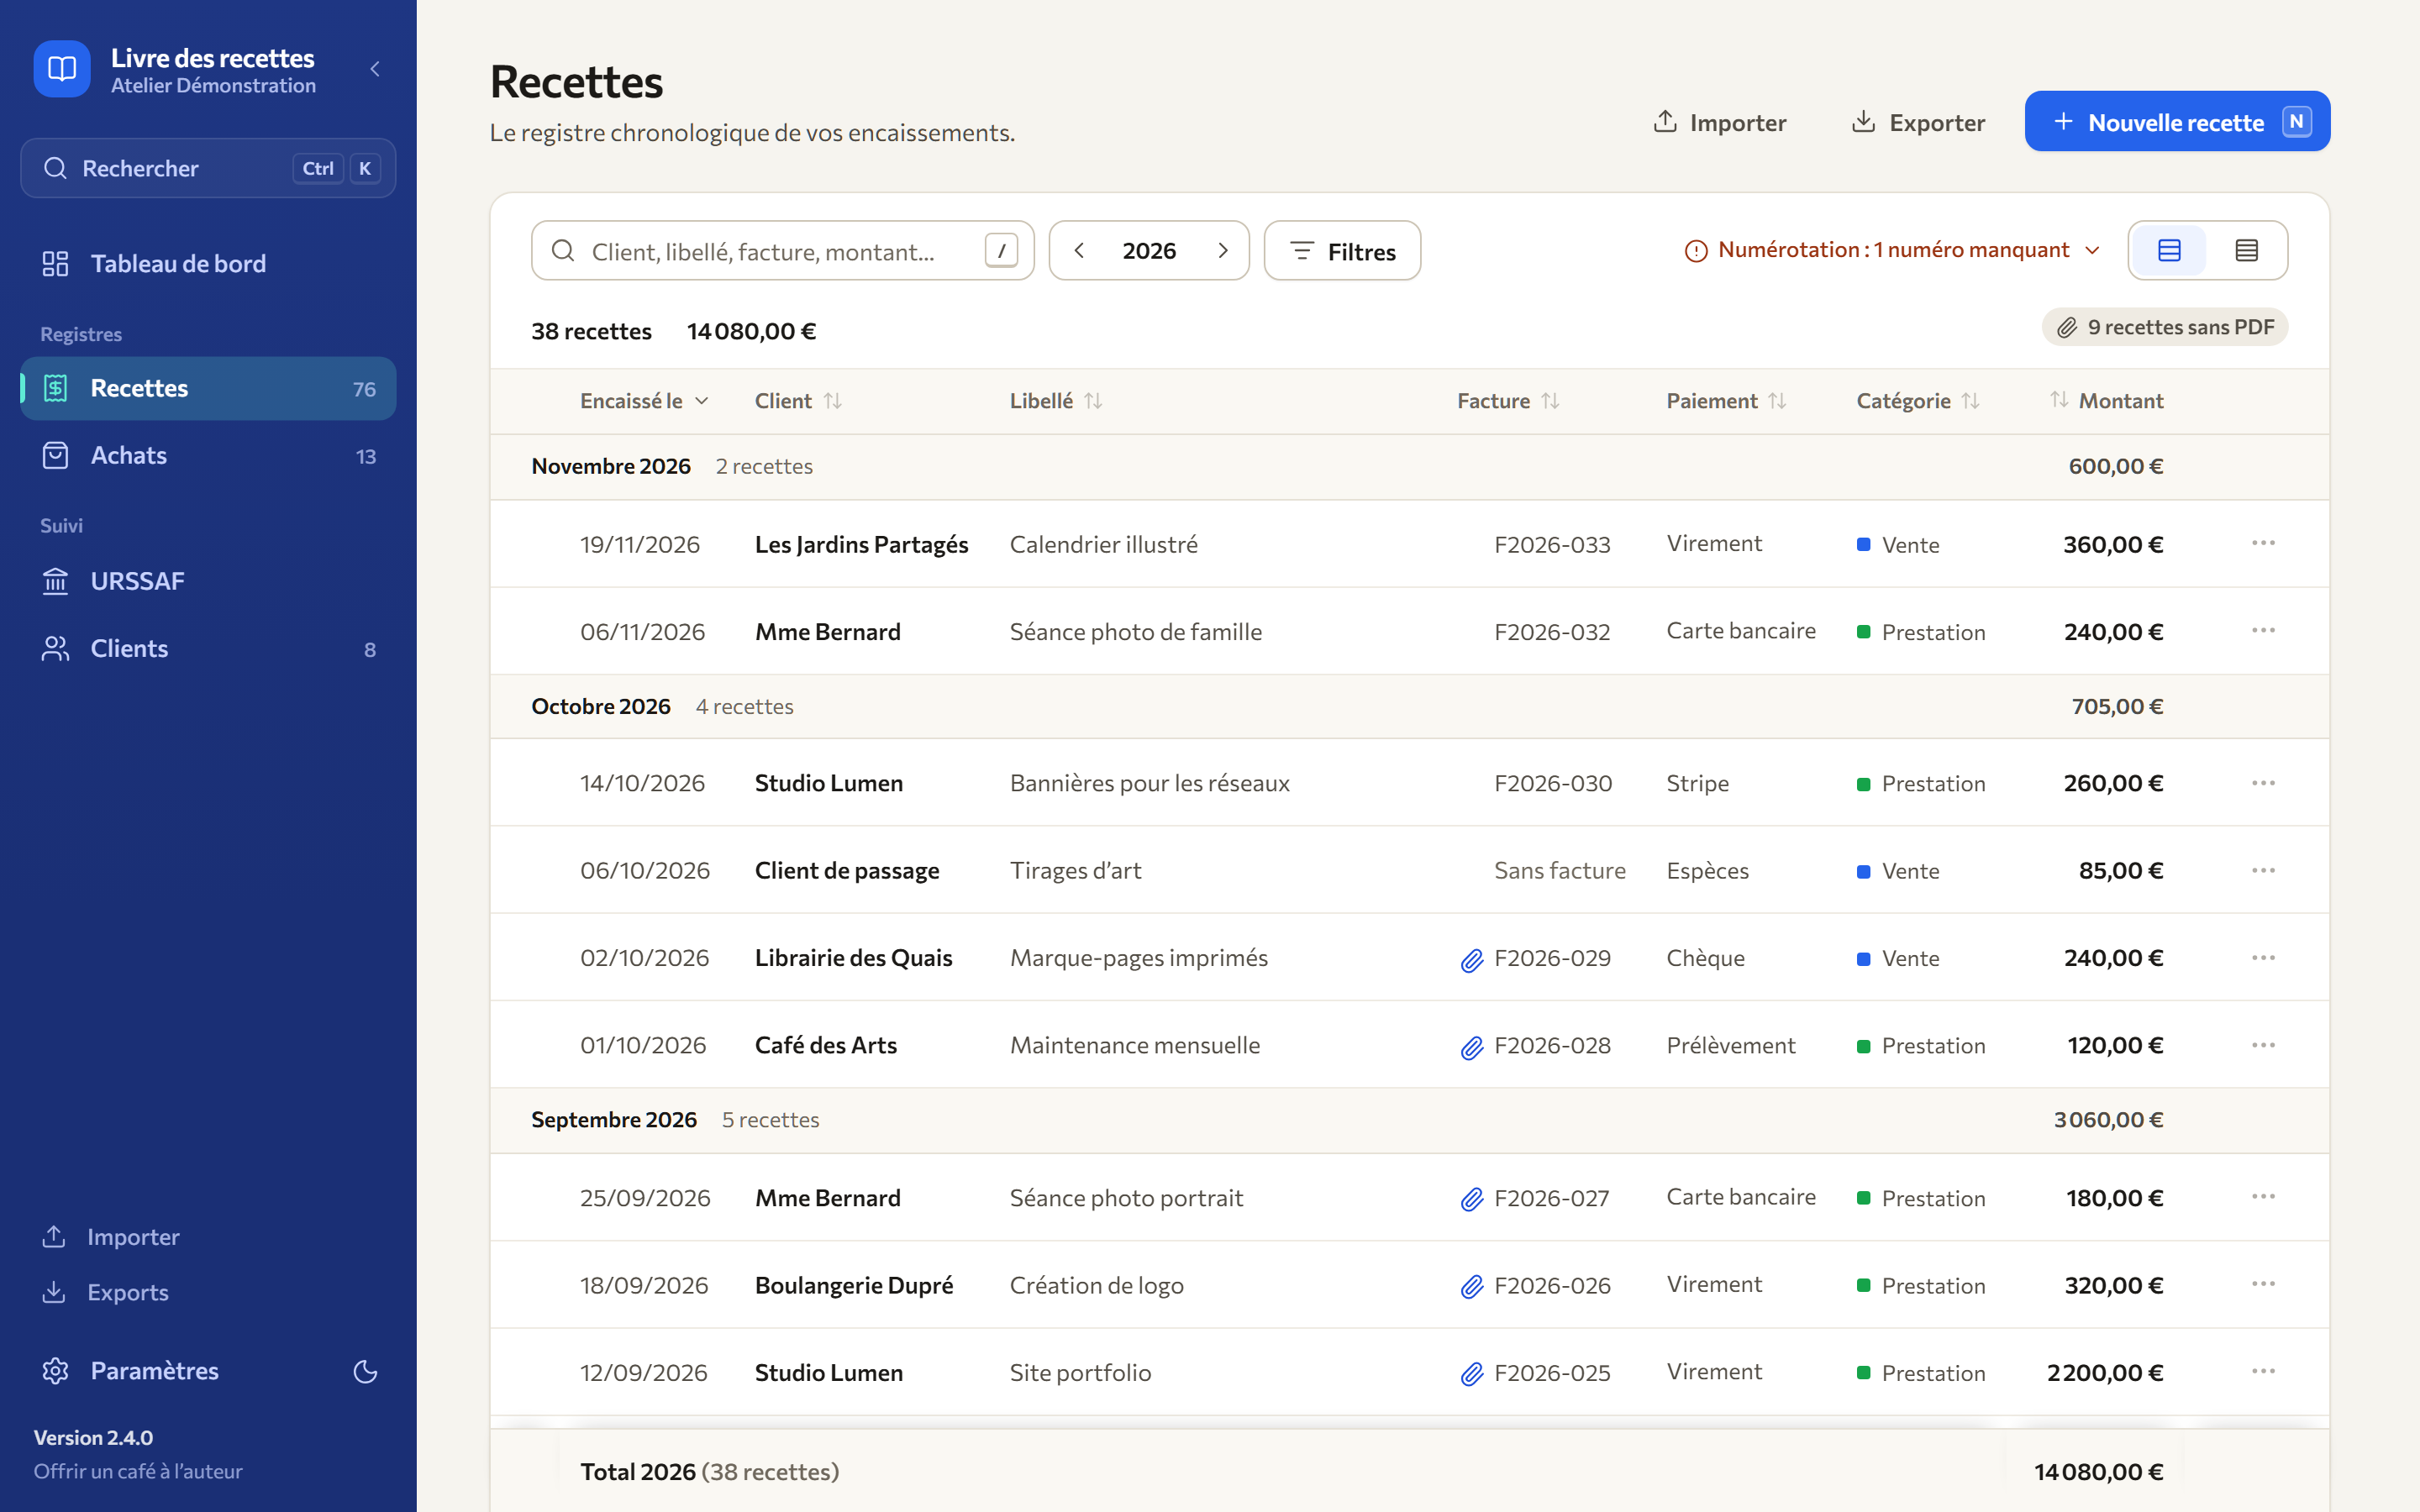 Livre des recettes
Atelier Démonstration
Rechercher Ctrl K
Tableau de bord
Registres
Recettes 76
Achats 13
Suivi
URSSAF
Clients 8
Importer
Exports
Paramètres
Version 2.4.0
Offrir un café à l’auteur
Recettes
Le registre chronologique de vos encaissements.
Importer Exporter + Nouvelle recette N
Client, libellé, facture, montant... / 2026 Filtres Numérotation : 1 numéro manquant
38 recettes 14 080,00 € 9 recettes sans PDF
Encaissé le Client Libellé Facture Paiement Catégorie Montant
Novembre 2026 2 recettes 600,00 €
19/11/2026 Les Jardins Partagés Calendrier illustré F2026-033 Virement Vente 360,00 €
06/11/2026 Mme Bernard Séance photo de famille F2026-032 Carte bancaire Prestation 240,00 €
Octobre 2026 4 recettes 705,00 €
14/10/2026 Studio Lumen Bannières pour les réseaux F2026-030 Stripe Prestation 260,00 €
06/10/2026 Client de passage Tirages d’art Sans facture Espèces Vente 85,00 €
02/10/2026 Librairie des Quais Marque-pages imprimés F2026-029 Chèque Vente 240,00 €
01/10/2026 Café des Arts Maintenance mensuelle F2026-028 Prélèvement Prestation 120,00 €
Septembre 2026 5 recettes 3 060,00 €
25/09/2026 Mme Bernard Séance photo portrait F2026-027 Carte bancaire Prestation 180,00 €
18/09/2026 Boulangerie Dupré Création de logo F2026-026 Virement Prestation 320,00 €
12/09/2026 Studio Lumen Site portfolio F2026-025 Virement Prestation 2 200,00 €
Total 2026 (38 recettes) 14 080,00 €